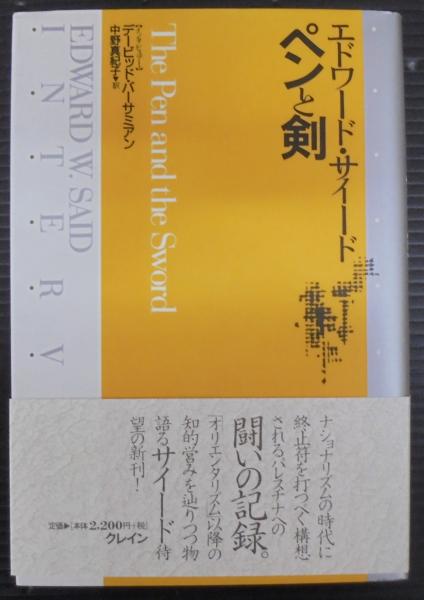 エドワード・サイード
ペンと剣
The Pen and the Sword
【インタビュアー】
デービッド・バーサミアン
中野真紀子▼訳
EDWARD W. SAID
I N T E R V
ナショナリズムの時代に
終止符を打つべく構想
されるパレスチナへの
闘いの記録。
「オリエンタリズム」以降の
知的営みを辿りつつ物
語るサイード待
望の新刊!
定価▶[本体2,200円+税]
クレイン